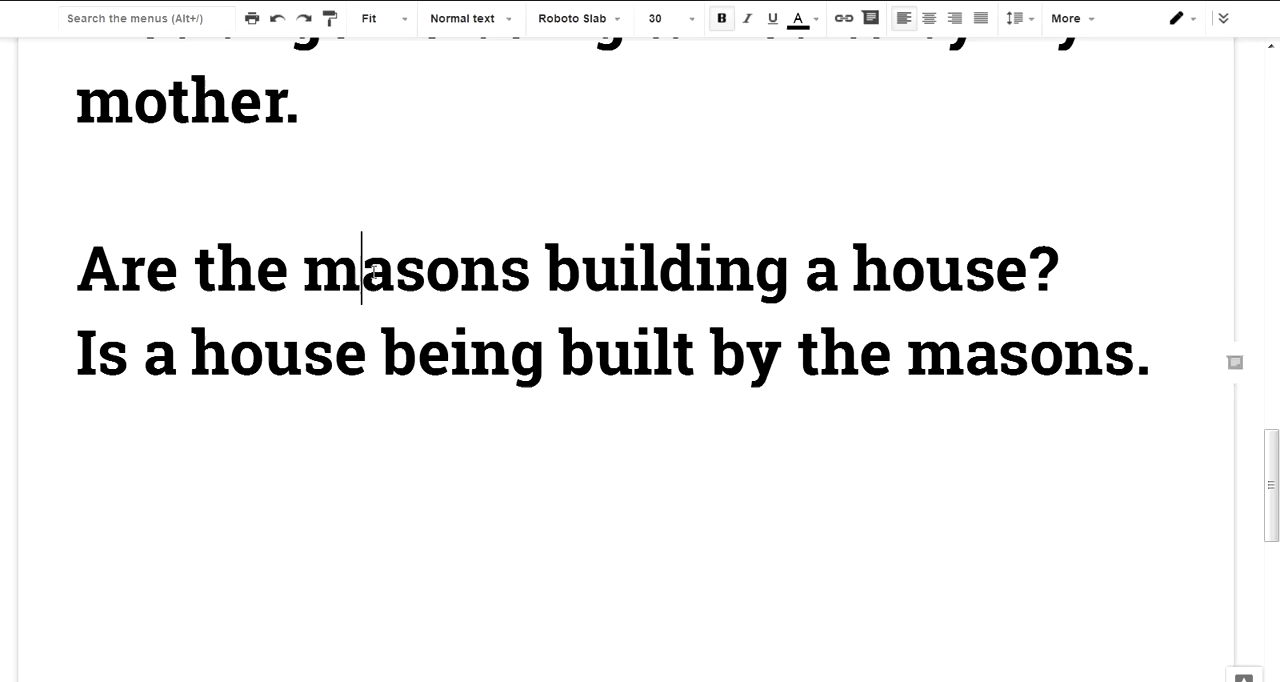 Search the menus (Alt+/) Fit Normal text Roboto Slab 30 B I U A More
mother.
Are the masons building a house?
Is a house being built by the masons.